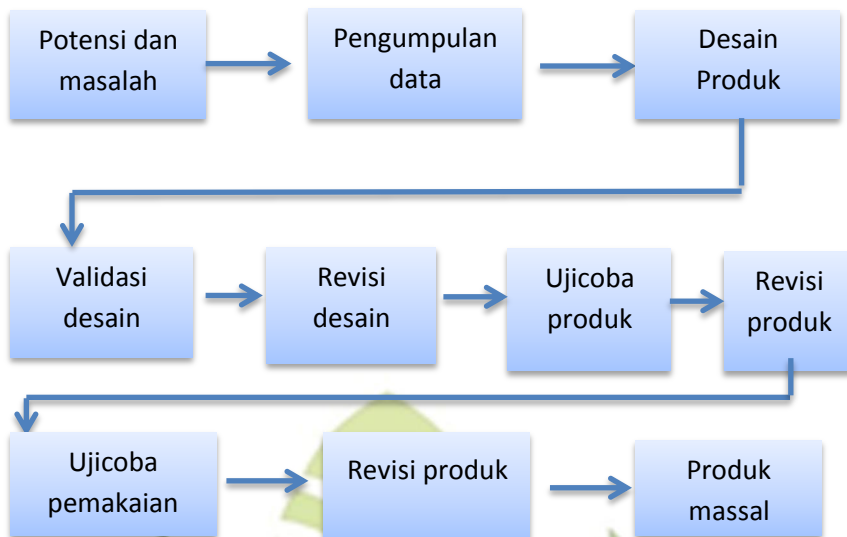 Potensi dan
masalah
Pengumpulan
data
Desain
Produk
Validasi
desain
Revisi
desain
Ujicoba
produk
Revisi
produk
Ujicoba
pemakaian
Revisi produk
Produk
massal